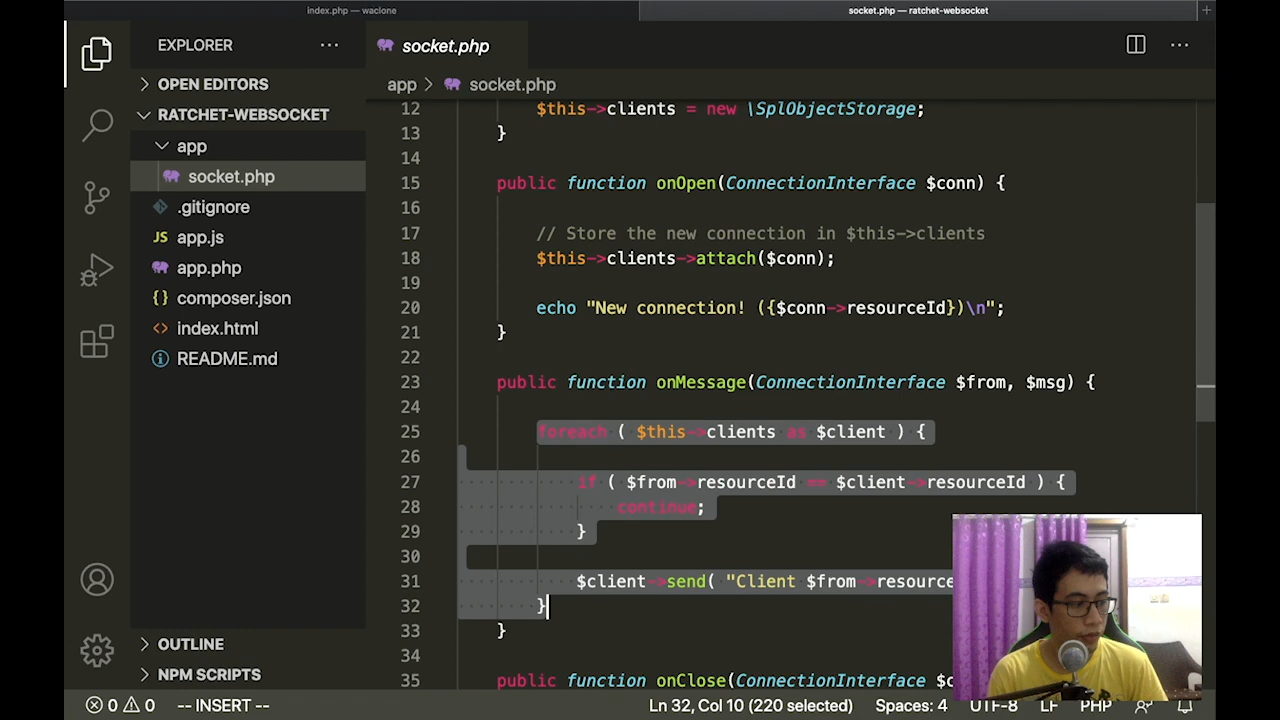 index.php — waclone
socket.php — ratchet-websocket
EXPLORER
OPEN EDITORS
RATCHET-WEBSOCKET
app
socket.php
.gitignore
JS app.js
app.php
{} composer.json
<> index.html
README.md
OUTLINE
NPM SCRIPTS
socket.php
app > socket.php
12 $this->clients = new \SplObjectStorage;
13 }
14
15 public function onOpen(ConnectionInterface $conn) {
16
17 // Store the new connection in $this->clients
18 $this->clients->attach($conn);
19
20 echo "New connection! ({$conn->resourceId})\n";
21 }
22
23 public function onMessage(ConnectionInterface $from, $msg) {
24
25 foreach ( $this->clients as $client ) {
26
27 if ( $from->resourceId == $client->resourceId ) {
28 continue;
29 }
30
31 $client->send( "Client $from->resource
32 }
33 }
34
35 public function onClose(ConnectionInterface $c
0 0 -- INSERT -- Ln 32, Col 10 (220 selected) Spaces: 4 UTF-8 LF PHP